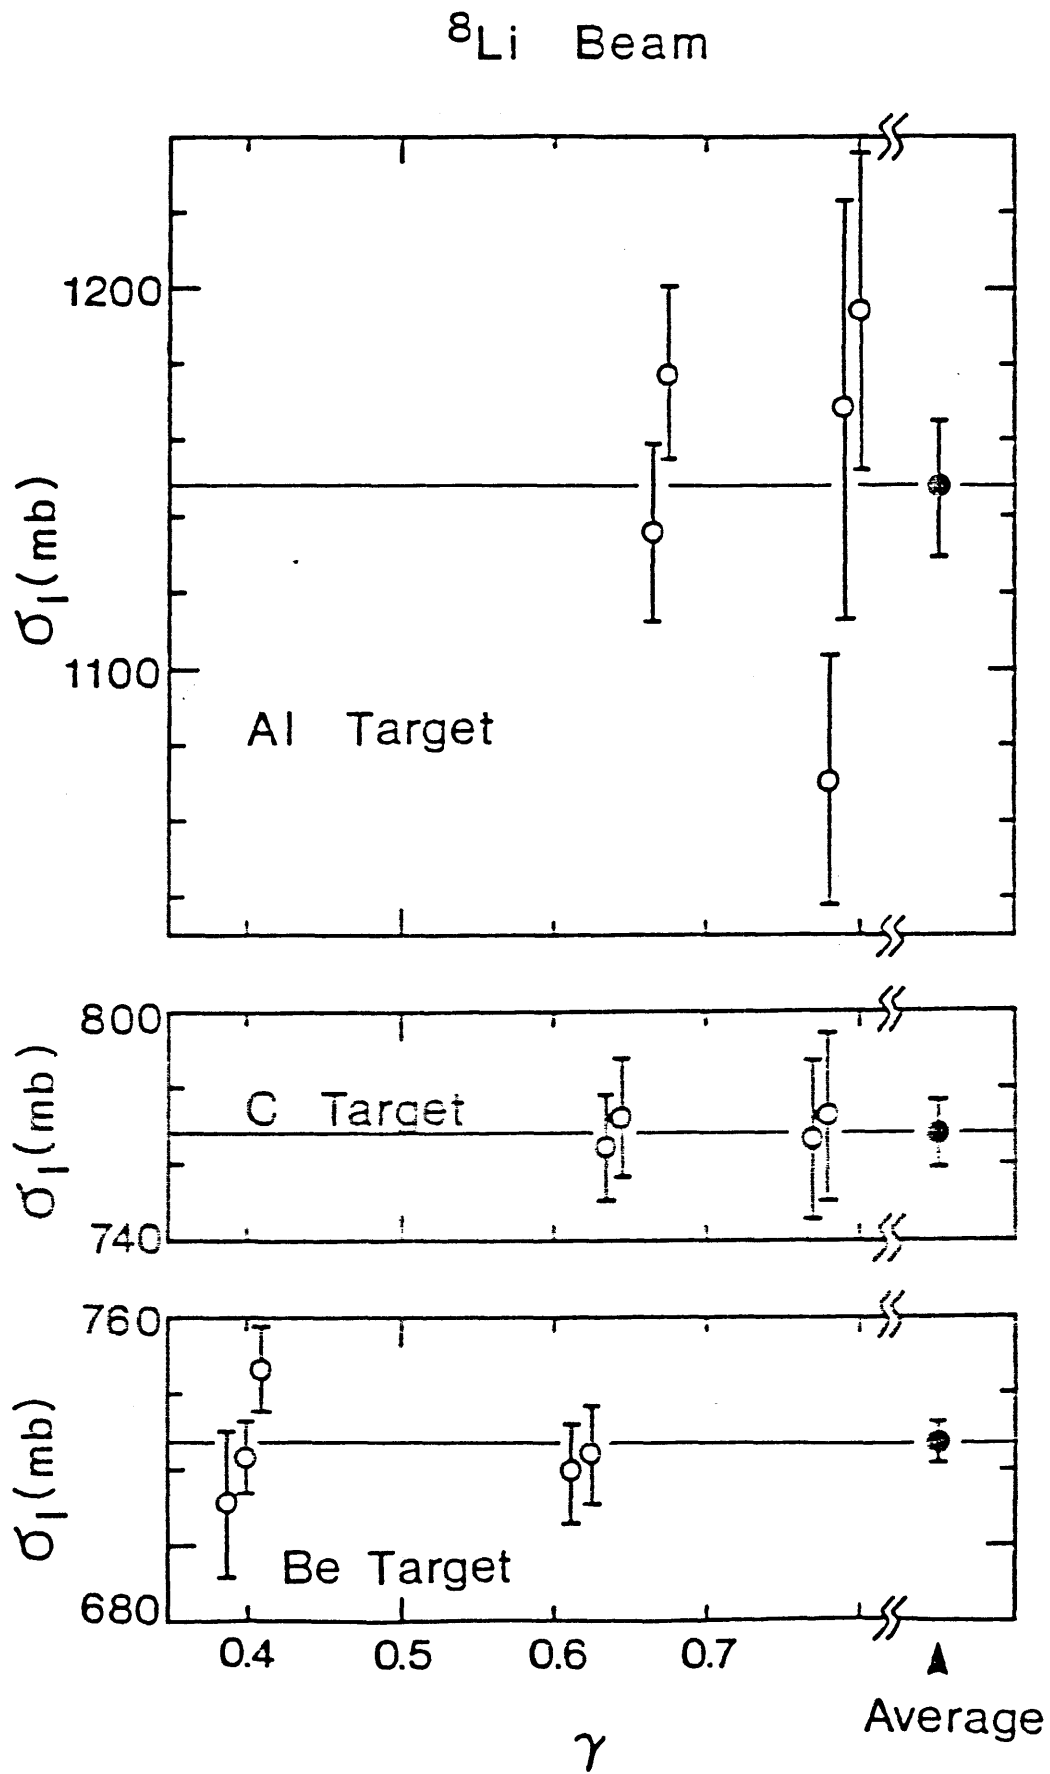 ⁸Li Beam
1200
σI(mb)
1100
Al Target
800
C Target
σI(mb)
740
760
σI(mb)
Be Target
680
0.4 0.5 0.6 0.7
Average
γ